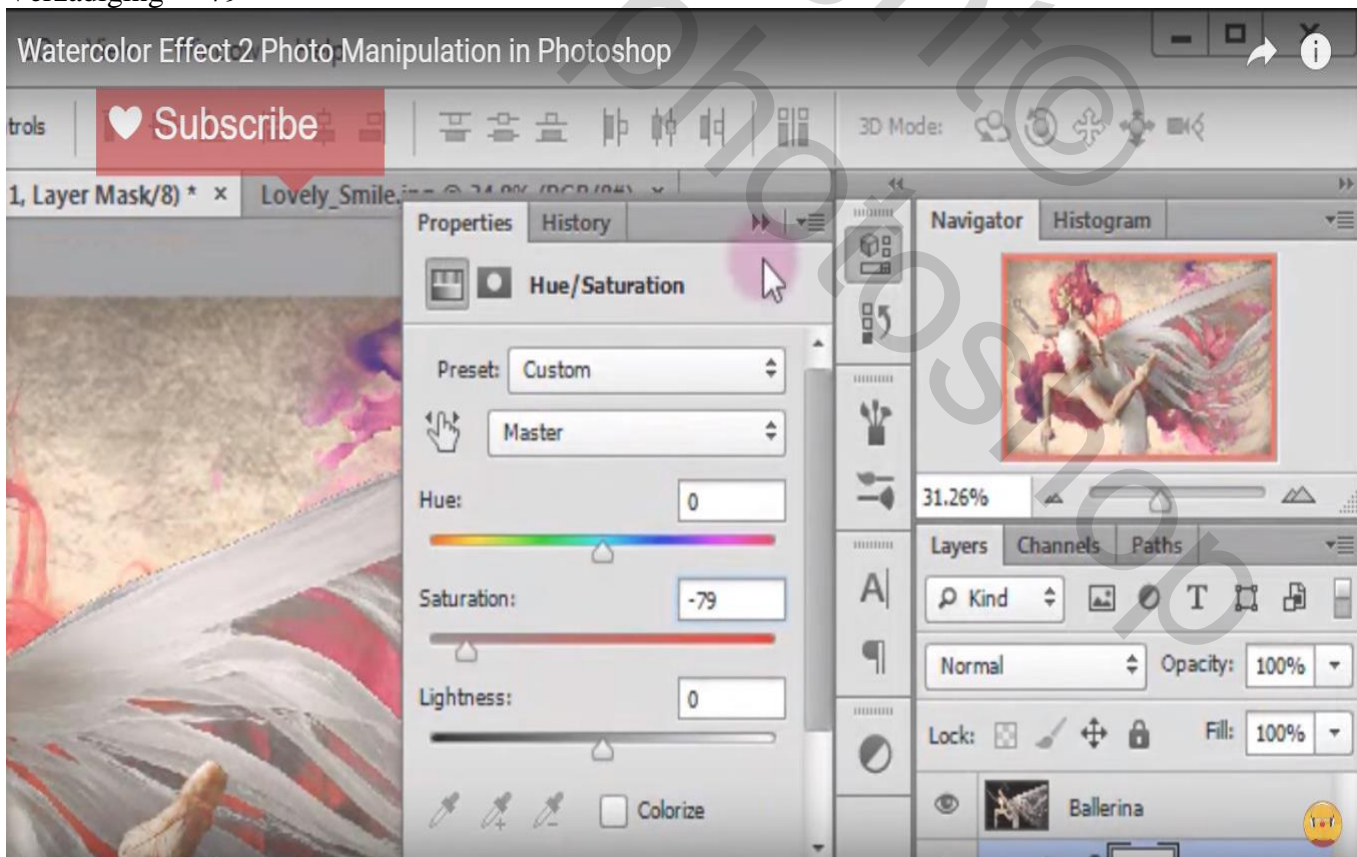 Watercolor Effect 2 Photo Manipulation in Photoshop
trols
Subscribe
3D Mode:
1, Layer Mask/8) * ×
Lovely_Smile.
Properties History
Navigator Histogram
Hue/Saturation
Preset: Custom
Master
Hue: 0
31.26%
Layers Channels Paths
Saturation: -79
Kind
Normal Opacity: 100%
Lightness: 0
Lock: Fill: 100%
Colorize
Ballerina
photoshop